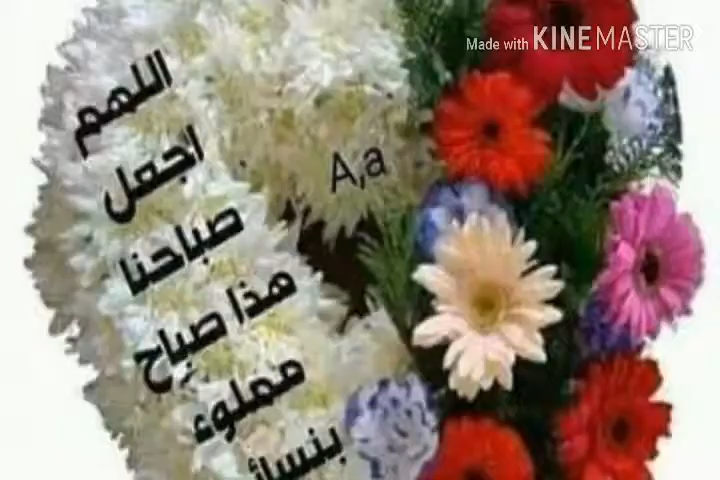 Made with KINEMASTER
اللهم
اجعل
صباحنا
هذا صباح
مملوء
A,a